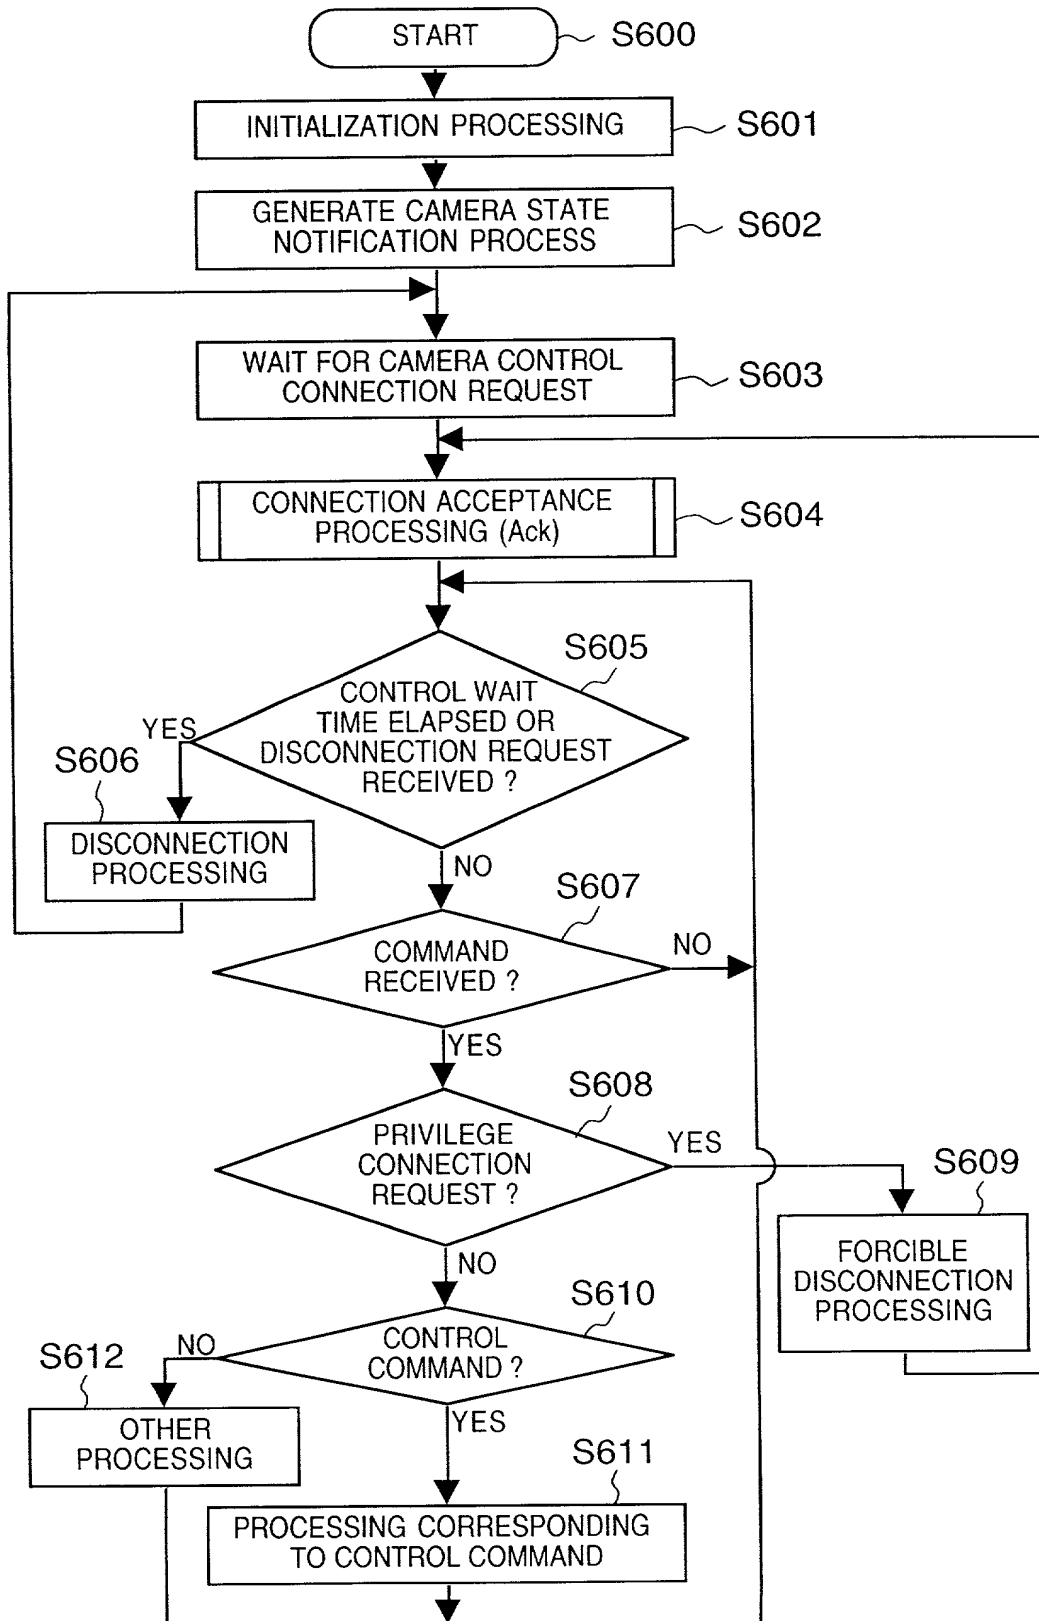 START
S600
INITIALIZATION PROCESSING
S601
GENERATE CAMERA STATE
NOTIFICATION PROCESS
S602
WAIT FOR CAMERA CONTROL
CONNECTION REQUEST
S603
CONNECTION ACCEPTANCE
PROCESSING (Ack)
S604
S605
CONTROL WAIT
TIME ELAPSED OR
DISCONNECTION REQUEST
RECEIVED ?
YES
S606
DISCONNECTION
PROCESSING
NO
S607
COMMAND
RECEIVED ?
NO
YES
S608
PRIVILEGE
CONNECTION
REQUEST ?
YES
S609
FORCIBLE
DISCONNECTION
PROCESSING
NO
S610
CONTROL
COMMAND ?
NO
S612
OTHER
PROCESSING
YES
S611
PROCESSING CORRESPONDING
TO CONTROL COMMAND